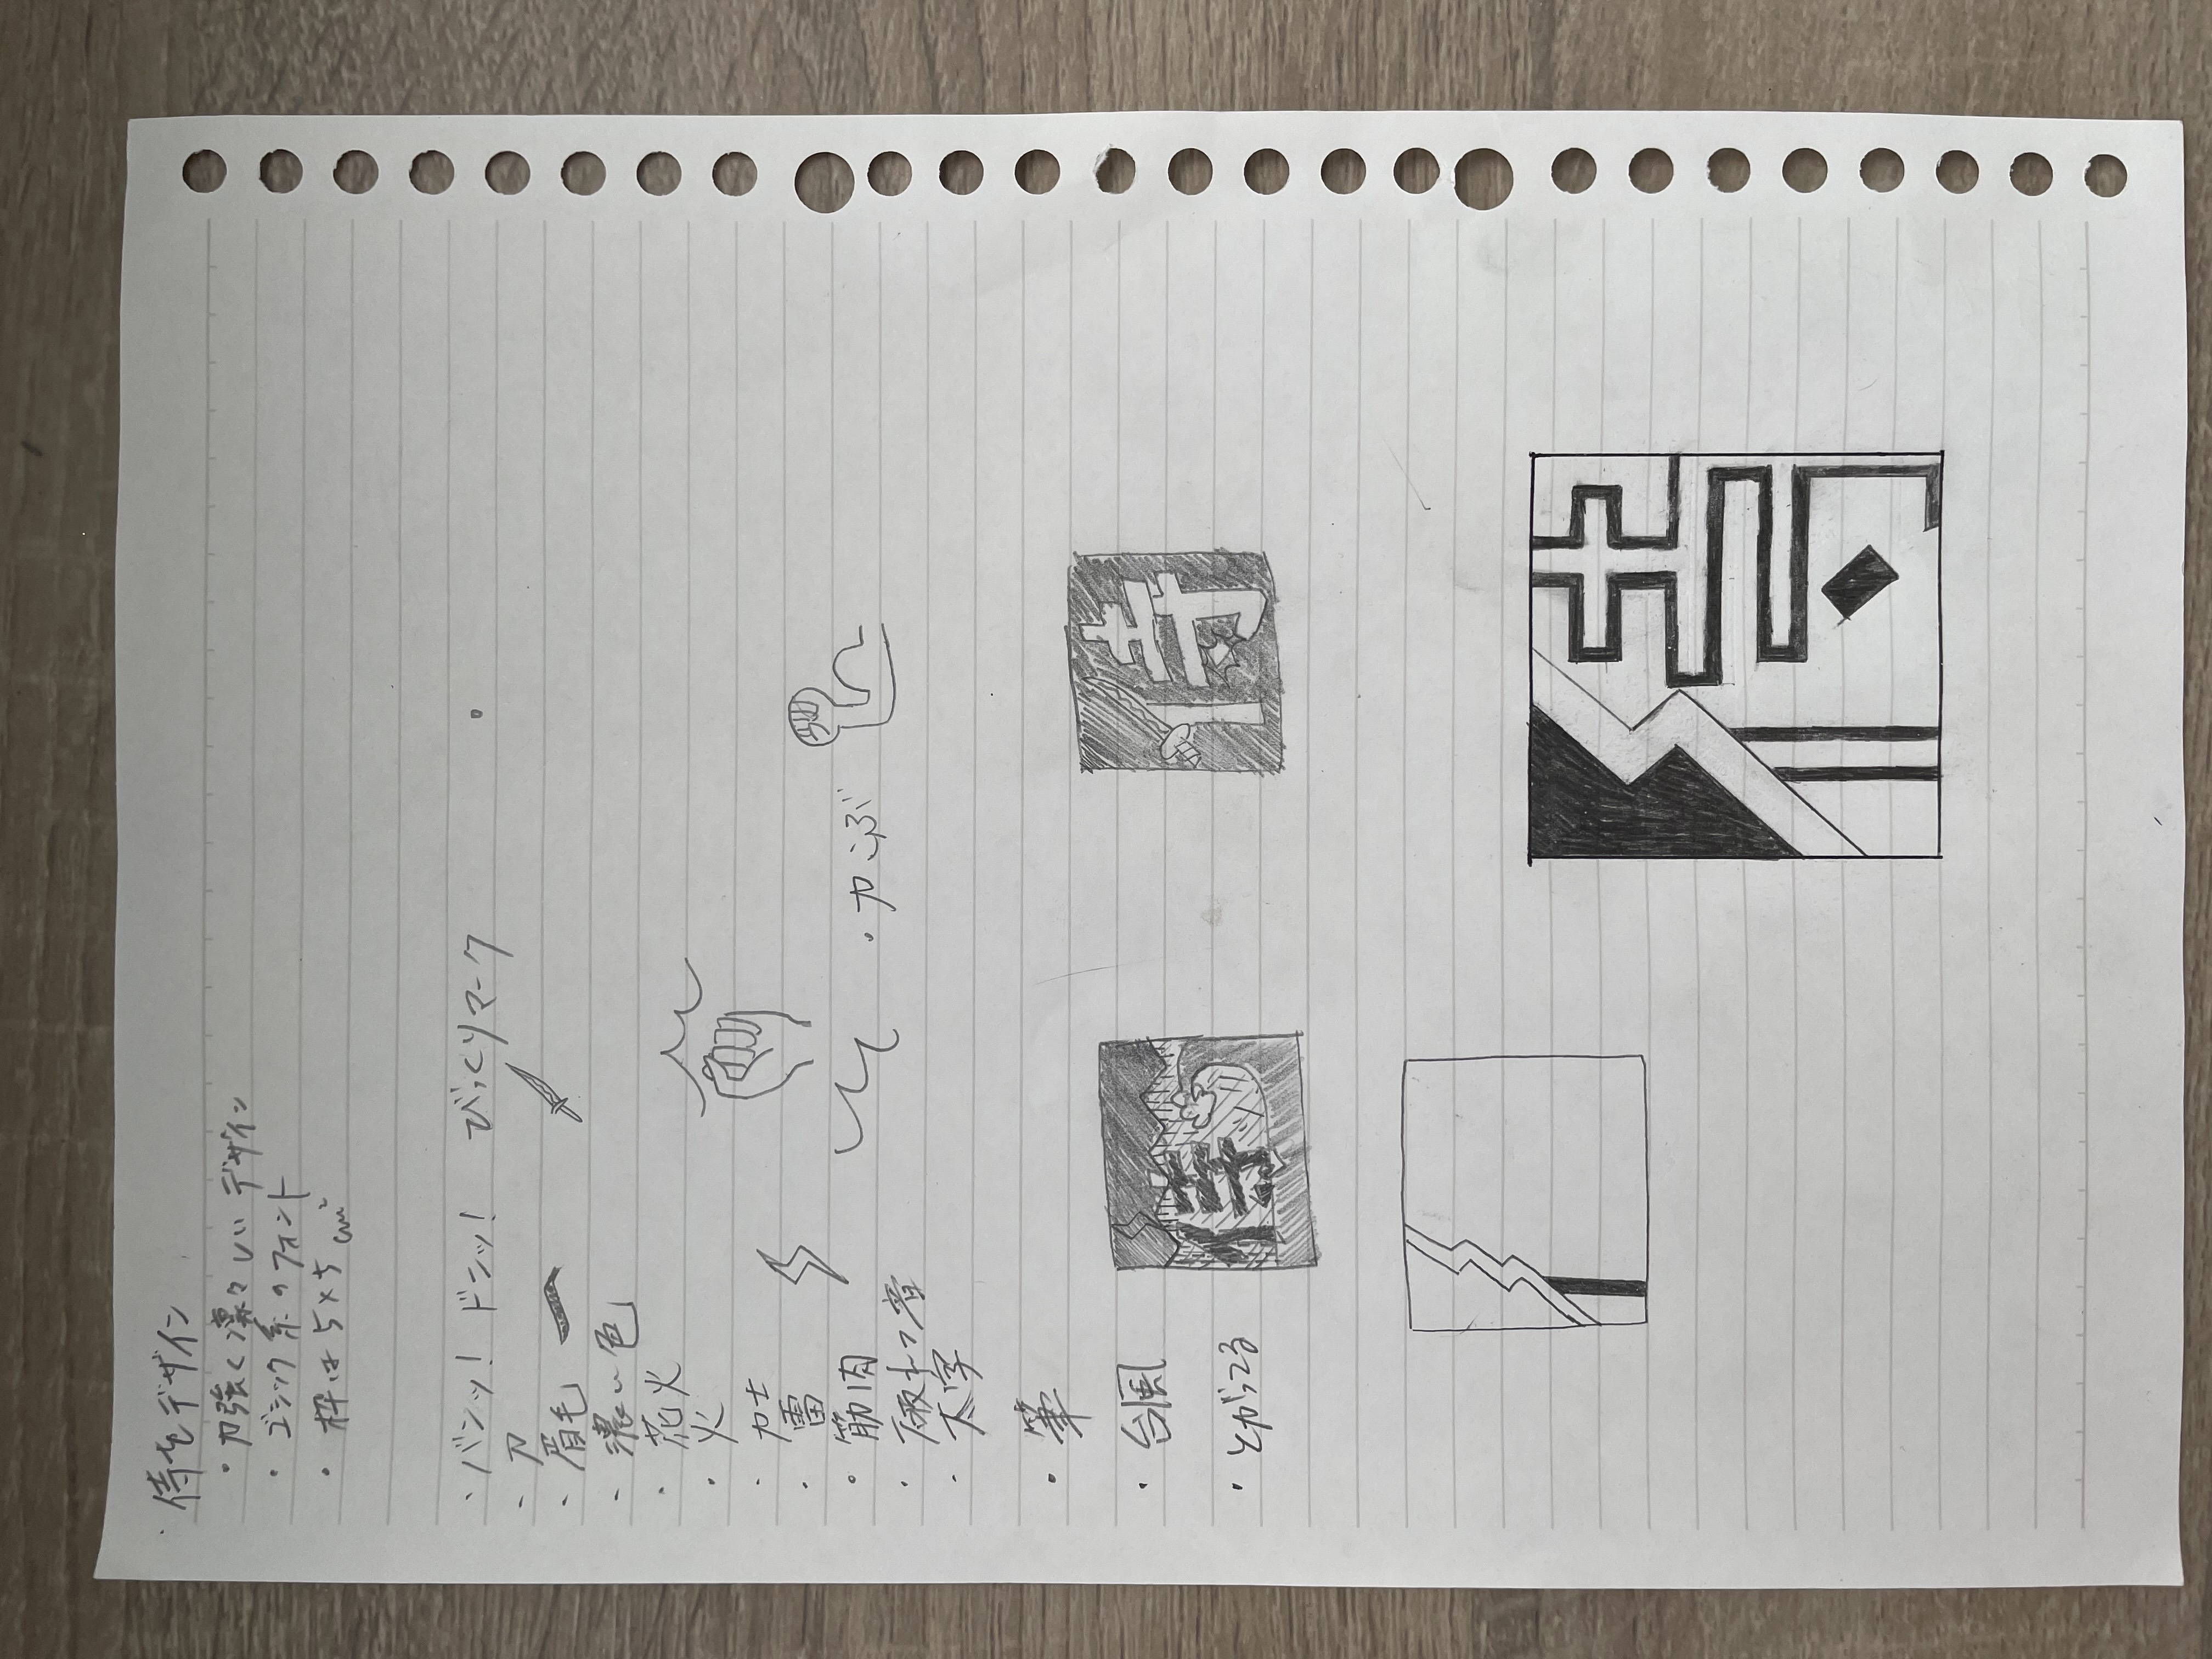 ・侍をデザイン
・力強く凛々しいデザイン
・ゴシック系のフォント
・枠は5×5cm²
・バンッ! ドンッ! びっくりマーク
・刀
・眉毛
・濃い色
・花火
・火
・力士
・雷
・筋肉
・力こぶ
・破れつ音
・太字
・筆
・台風
・とがってる
侍
侍
侍